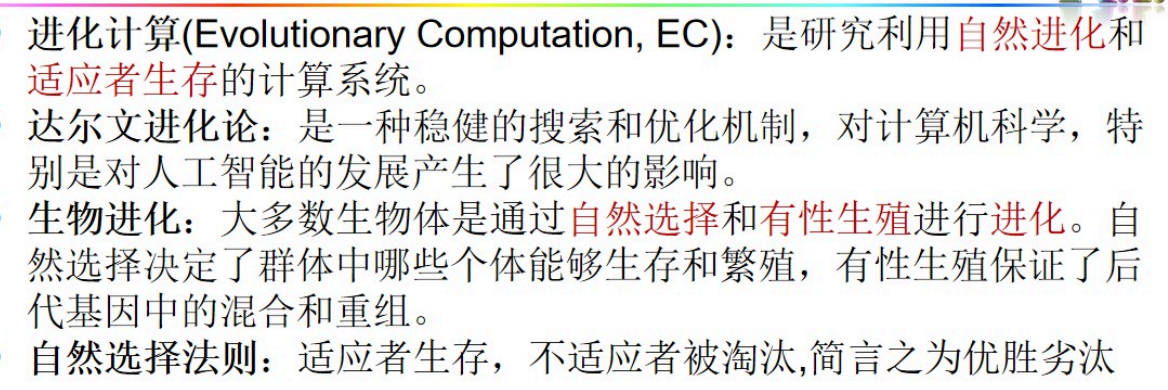 进化计算(Evolutionary Computation, EC)：是研究利用自然进化和
适应者生存的计算系统。
达尔文进化论：是一种稳健的搜索和优化机制，对计算机科学，特
别是对人工智能的发展产生了很大的影响。
生物进化：大多数生物体是通过自然选择和有性生殖进行进化。自
然选择决定了群体中哪些个体能够生存和繁殖，有性生殖保证了后
代基因中的混合和重组。
自然选择法则：适应者生存，不适应者被淘汰,简言之为优胜劣汰